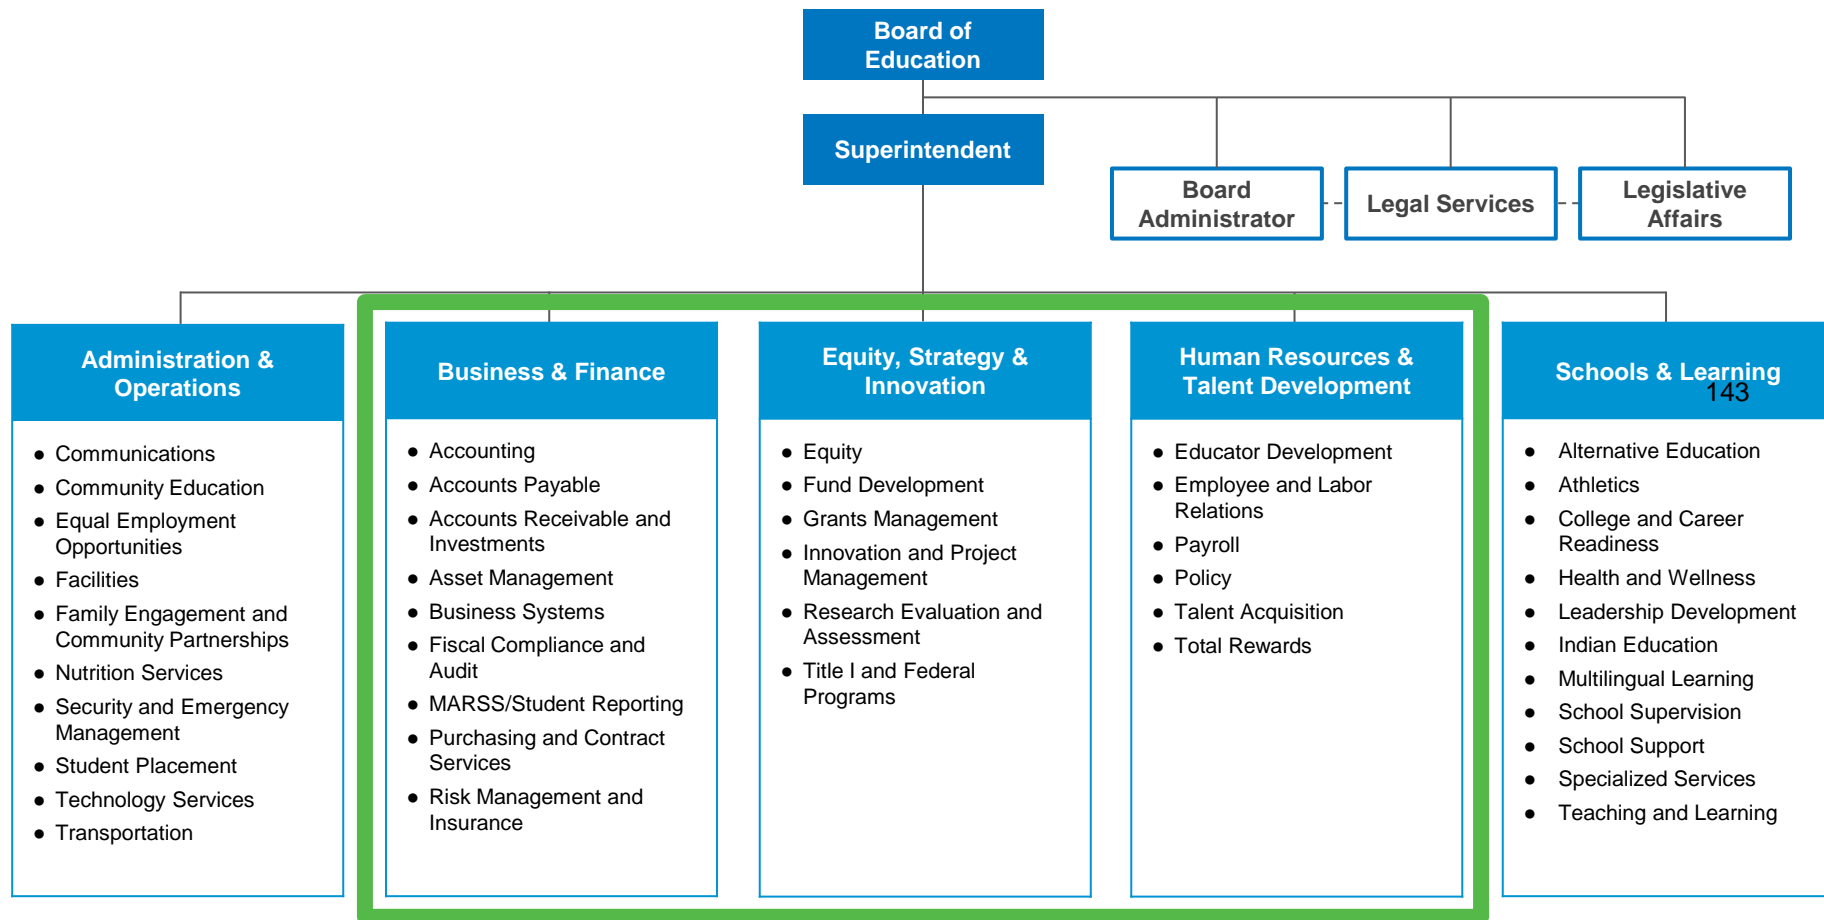 Board of
Education
Superintendent
Board
Administrator
Legal Services
Legislative
Affairs
Administration &
Operations
● Communications
● Community Education
● Equal Employment
Opportunities
● Facilities
● Family Engagement and
Community Partnerships
● Nutrition Services
● Security and Emergency
Management
● Student Placement
● Technology Services
● Transportation
Business & Finance
● Accounting
● Accounts Payable
● Accounts Receivable and
Investments
● Asset Management
● Business Systems
● Fiscal Compliance and
Audit
● MARSS/Student Reporting
● Purchasing and Contract
Services
● Risk Management and
Insurance
Equity, Strategy &
Innovation
● Equity
● Fund Development
● Grants Management
● Innovation and Project
Management
● Research Evaluation and
Assessment
● Title I and Federal
Programs
Human Resources &
Talent Development
● Educator Development
● Employee and Labor
Relations
● Payroll
● Policy
● Talent Acquisition
● Total Rewards
Schools & Learning
143
● Alternative Education
● Athletics
● College and Career
Readiness
● Health and Wellness
● Leadership Development
● Indian Education
● Multilingual Learning
● School Supervision
● School Support
● Specialized Services
● Teaching and Learning